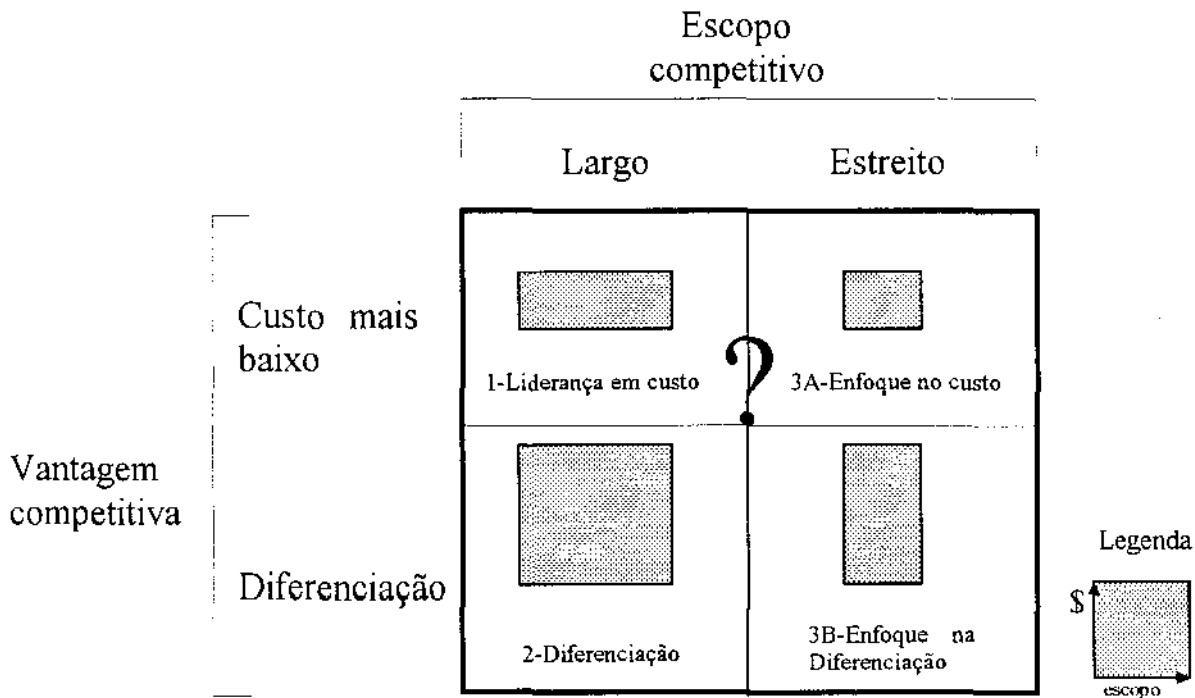 Escopo
competitivo
Largo
Estreito
Custo mais
baixo
1-Liderança em custo
?
3A-Enfoque no custo
Vantagem
competitiva
Diferenciação
2-Diferenciação
3B-Enfoque na
Diferenciação
Legenda
$
escopo